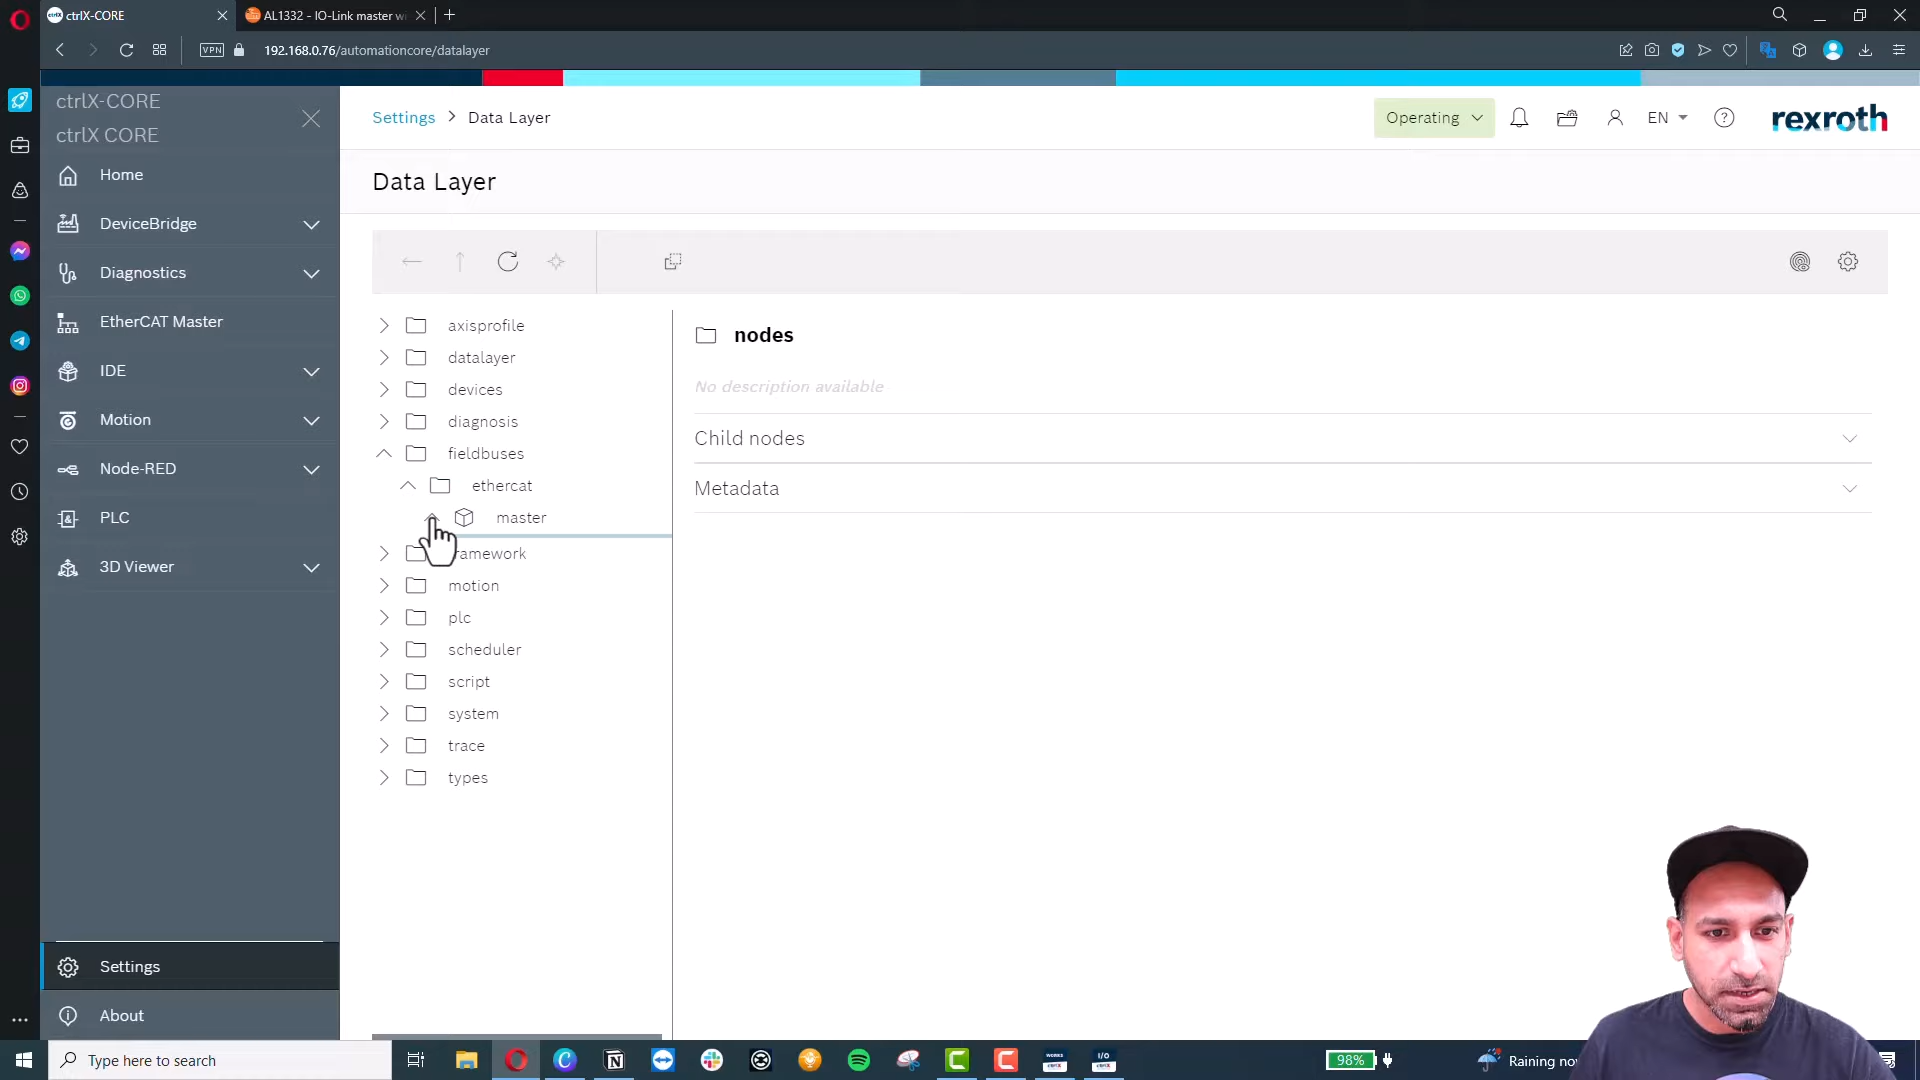 ctrlX-CORE
AL1332 - IO-Link master w
VPN
192.168.0.76/automationcore/datalayer
ctrlX-CORE
ctrlX CORE
Home
DeviceBridge
Diagnostics
EtherCAT Master
IDE
Motion
Node-RED
PLC
3D Viewer
Settings
About
Settings > Data Layer
Operating
EN
rexroth
Data Layer
axisprofile
datalayer
devices
diagnosis
fieldbuses
ethercat
master
ramework
motion
plc
scheduler
script
system
trace
types
nodes
No description available
Child nodes
Metadata
Type here to search
WORKS
I/O
98%
Raining no